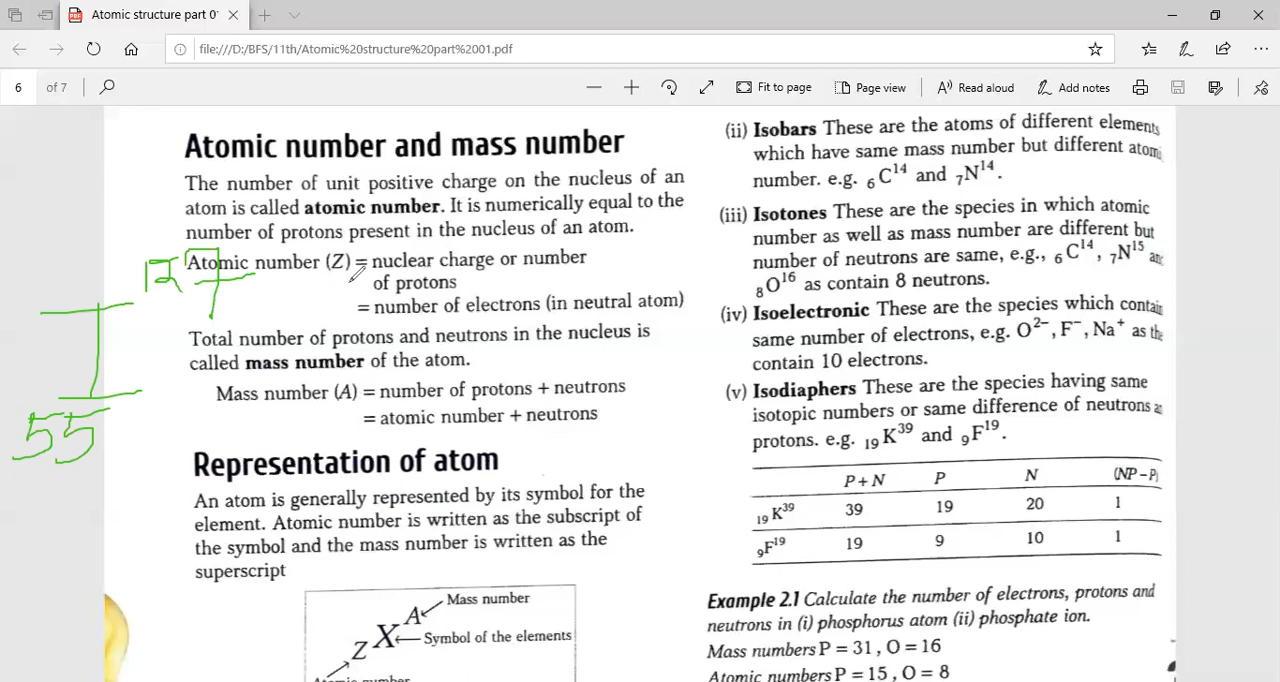 Atomic structure part 0
file:///D:/BFS/11th/Atomic%20structure%20part%2001.pdf
6 of 7
Fit to page
Page view
Read aloud
Add notes
Atomic number and mass number
The number of unit positive charge on the nucleus of an
atom is called atomic number. It is numerically equal to the
number of protons present in the nucleus of an atom.
Atomic number (Z) = nuclear charge or number
of protons
= number of electrons (in neutral atom)
127
I
55
Total number of protons and neutrons in the nucleus is
called mass number of the atom.
Mass number (A) = number of protons + neutrons
= atomic number + neutrons
Representation of atom
An atom is generally represented by its symbol for the
element. Atomic number is written as the subscript of
the symbol and the mass number is written as the
superscript
A Mass number
X Symbol of the elements
Z
Atomic number
(ii) Isobars These are the atoms of different elements
which have same mass number but different atomi
number. e.g. ₆C¹⁴ and ₇N¹⁴.
(iii) Isotones These are the species in which atomic
number as well as mass number are different but
number of neutrons are same, e.g., ₆C¹⁴, ₇N¹⁵ an
₈O¹⁶ as contain 8 neutrons.
(iv) Isoelectronic These are the species which contain
same number of electrons, e.g. O²⁻, F⁻, Na⁺ as the
contain 10 electrons.
(v) Isodiaphers These are the species having same
isotopic numbers or same difference of neutrons a
protons. e.g. ₁₉K³⁹ and ₉F¹⁹.
P + N P N (NP – P)
₁₉K³⁹ 39 19 20 1
₉F¹⁹ 19 9 10 1
Example 2.1 Calculate the number of electrons, protons and
neutrons in (i) phosphorus atom (ii) phosphate ion.
Mass numbers P = 31, O = 16
Atomic numbers P = 15, O = 8